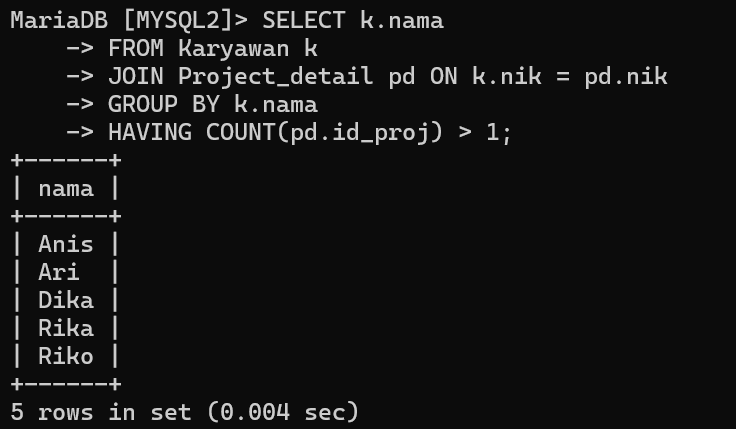 MariaDB [MYSQL2]> SELECT k.nama
    -> FROM Karyawan k
    -> JOIN Project_detail pd ON k.nik = pd.nik
    -> GROUP BY k.nama
    -> HAVING COUNT(pd.id_proj) > 1;
+------+
| nama |
+------+
| Anis |
| Ari  |
| Dika |
| Rika |
| Riko |
+------+
5 rows in set (0.004 sec)